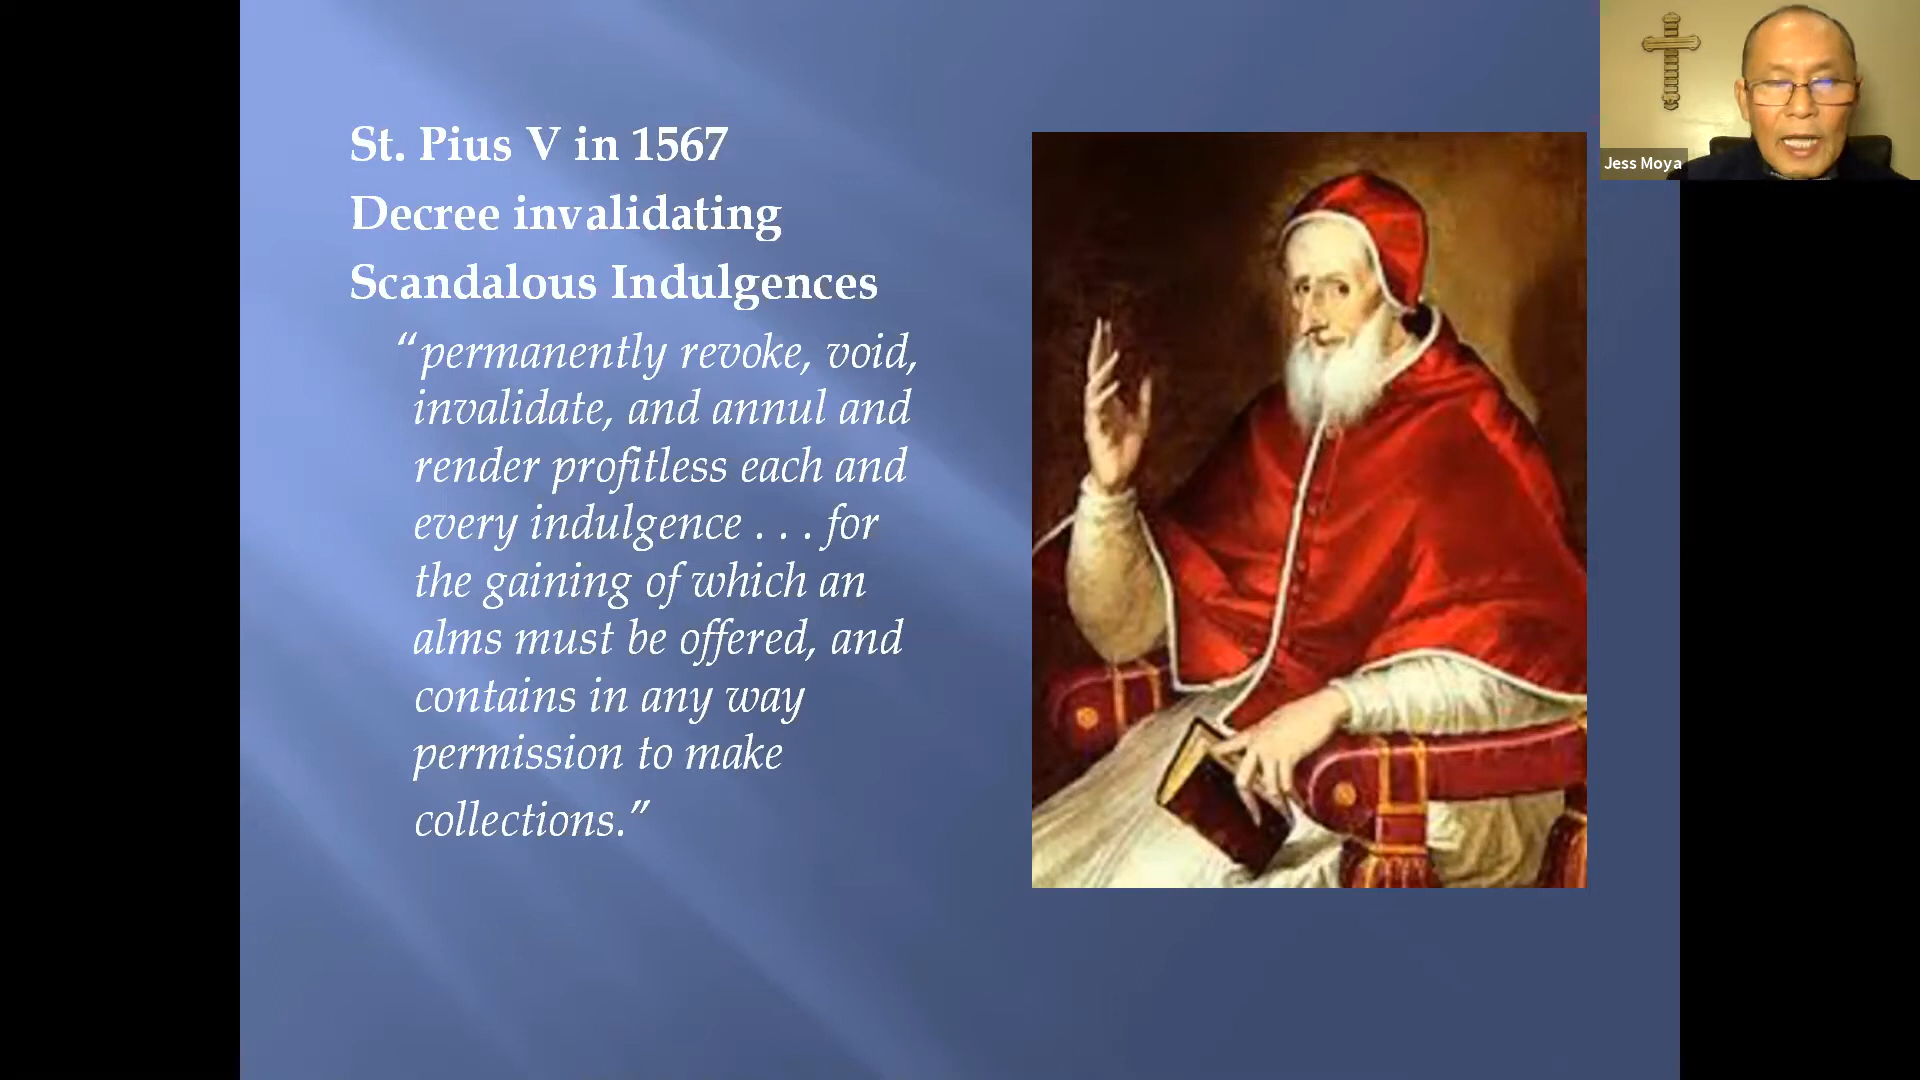 St. Pius V in 1567
Decree invalidating
Scandalous Indulgences
“permanently revoke, void,
invalidate, and annul and
render profitless each and
every indulgence . . . for
the gaining of which an
alms must be offered, and
contains in any way
permission to make
collections.”
Jess Moya